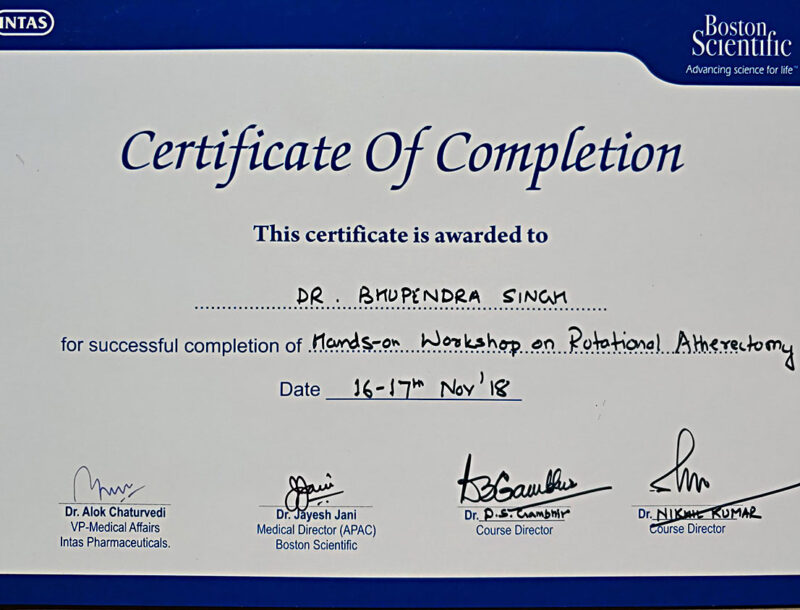 INTAS
Boston
Scientific
Advancing science for life™
Certificate Of Completion
This certificate is awarded to
DR. BHUPENDRA SINGH
for successful completion of Hands-on Workshop on Rotational Atherectomy
Date 16-17th Nov'18
Dr. Alok Chaturvedi
VP-Medical Affairs
Intas Pharmaceuticals.
Dr. Jayesh Jani
Medical Director (APAC)
Boston Scientific
Dr. D.S. Gambhir
Course Director
Dr. NIKHIL KUMAR
Course Director